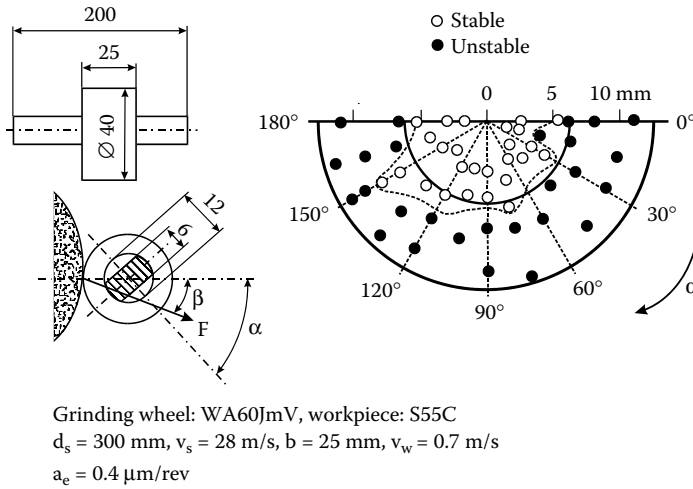 200
25
Ø 40
12
6
β
F
α
Stable
Unstable
0 5 10 mm
180° 0°
150° 30°
120° 60°
90°
α
Grinding wheel: WA60JmV, workpiece: S55C
d_s = 300 mm, v_s = 28 m/s, b = 25 mm, v_w = 0.7 m/s
a_e = 0.4 μm/rev